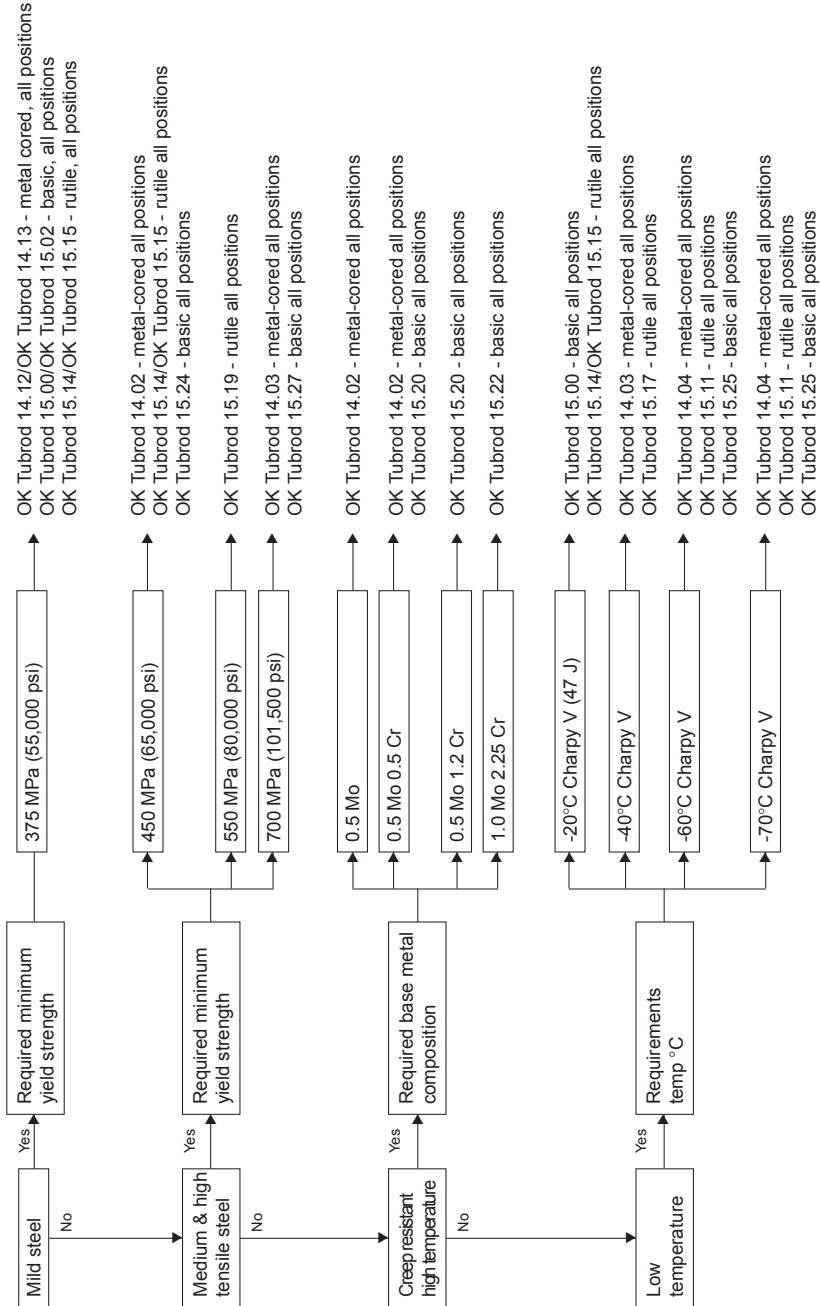 Mild steel
Yes
No
Required minimum
yield strength
375 MPa (55,000 psi)
OK Tubrod 14.12/OK Tubrod 14.13 - metal cored, all positions
OK Tubrod 15.00/OK Tubrod 15.02 - basic, all positions
OK Tubrod 15.14/OK Tubrod 15.15 - rutile, all positions
Medium & high
tensile steel
Yes
No
Required minimum
yield strength
450 MPa (65,000 psi)
OK Tubrod 14.02 - metal-cored all positions
OK Tubrod 15.14/OK Tubrod 15.15 - rutile all positions
OK Tubrod 15.24 - basic all positions
550 MPa (80,000 psi)
OK Tubrod 15.19 - rutile all positions
700 MPa (101,500 psi)
OK Tubrod 14.03 - metal-cored all positions
OK Tubrod 15.27 - basic all positions
Creep resistant
high temperature
Yes
No
Required base metal
composition
0.5 Mo
OK Tubrod 14.02 - metal-cored all positions
0.5 Mo 0.5 Cr
OK Tubrod 14.02 - metal-cored all positions
OK Tubrod 15.20 - basic all positions
0.5 Mo 1.2 Cr
OK Tubrod 15.20 - basic all positions
1.0 Mo 2.25 Cr
OK Tubrod 15.22 - basic all positions
Low
temperature
Yes
Requirements
temp °C
-20°C Charpy V (47 J)
OK Tubrod 15.00 - basic all positions
OK Tubrod 15.14/OK Tubrod 15.15 - rutile all positions
-40°C Charpy V
OK Tubrod 14.03 - metal-cored all positions
OK Tubrod 15.17 - rutile all positions
-60°C Charpy V
OK Tubrod 14.04 - metal-cored all positions
OK Tubrod 15.11 - rutile all positions
OK Tubrod 15.25 - basic all positions
-70°C Charpy V
OK Tubrod 14.04 - metal-cored all positions
OK Tubrod 15.11 - rutile all positions
OK Tubrod 15.25 - basic all positions